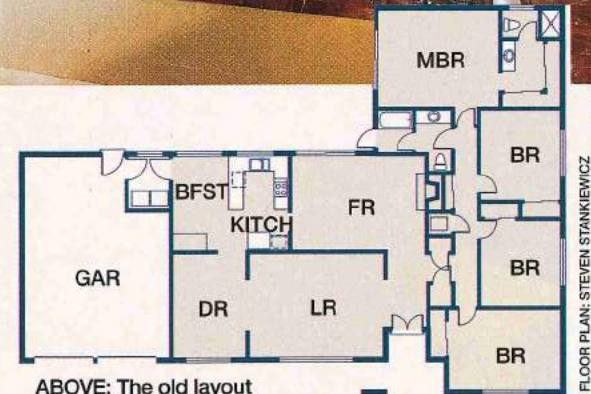 MBR
BR
BFST
KITCH
FR
BR
GAR
DR
LR
BR
ABOVE: The old layout
FLOOR PLAN: STEVEN STANKIEWICZ